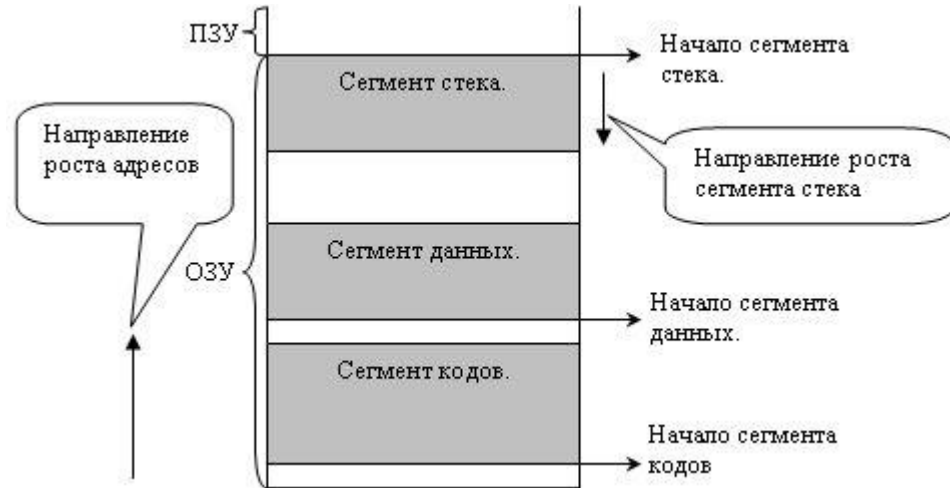 ПЗУ
Начало сегмента
стека.
Сегмент стека.
Направление
роста адресов
Направление роста
сегмента стека
Сегмент данных.
ОЗУ
Начало сегмента
данных.
Сегмент кодов.
Начало сегмента
кодов